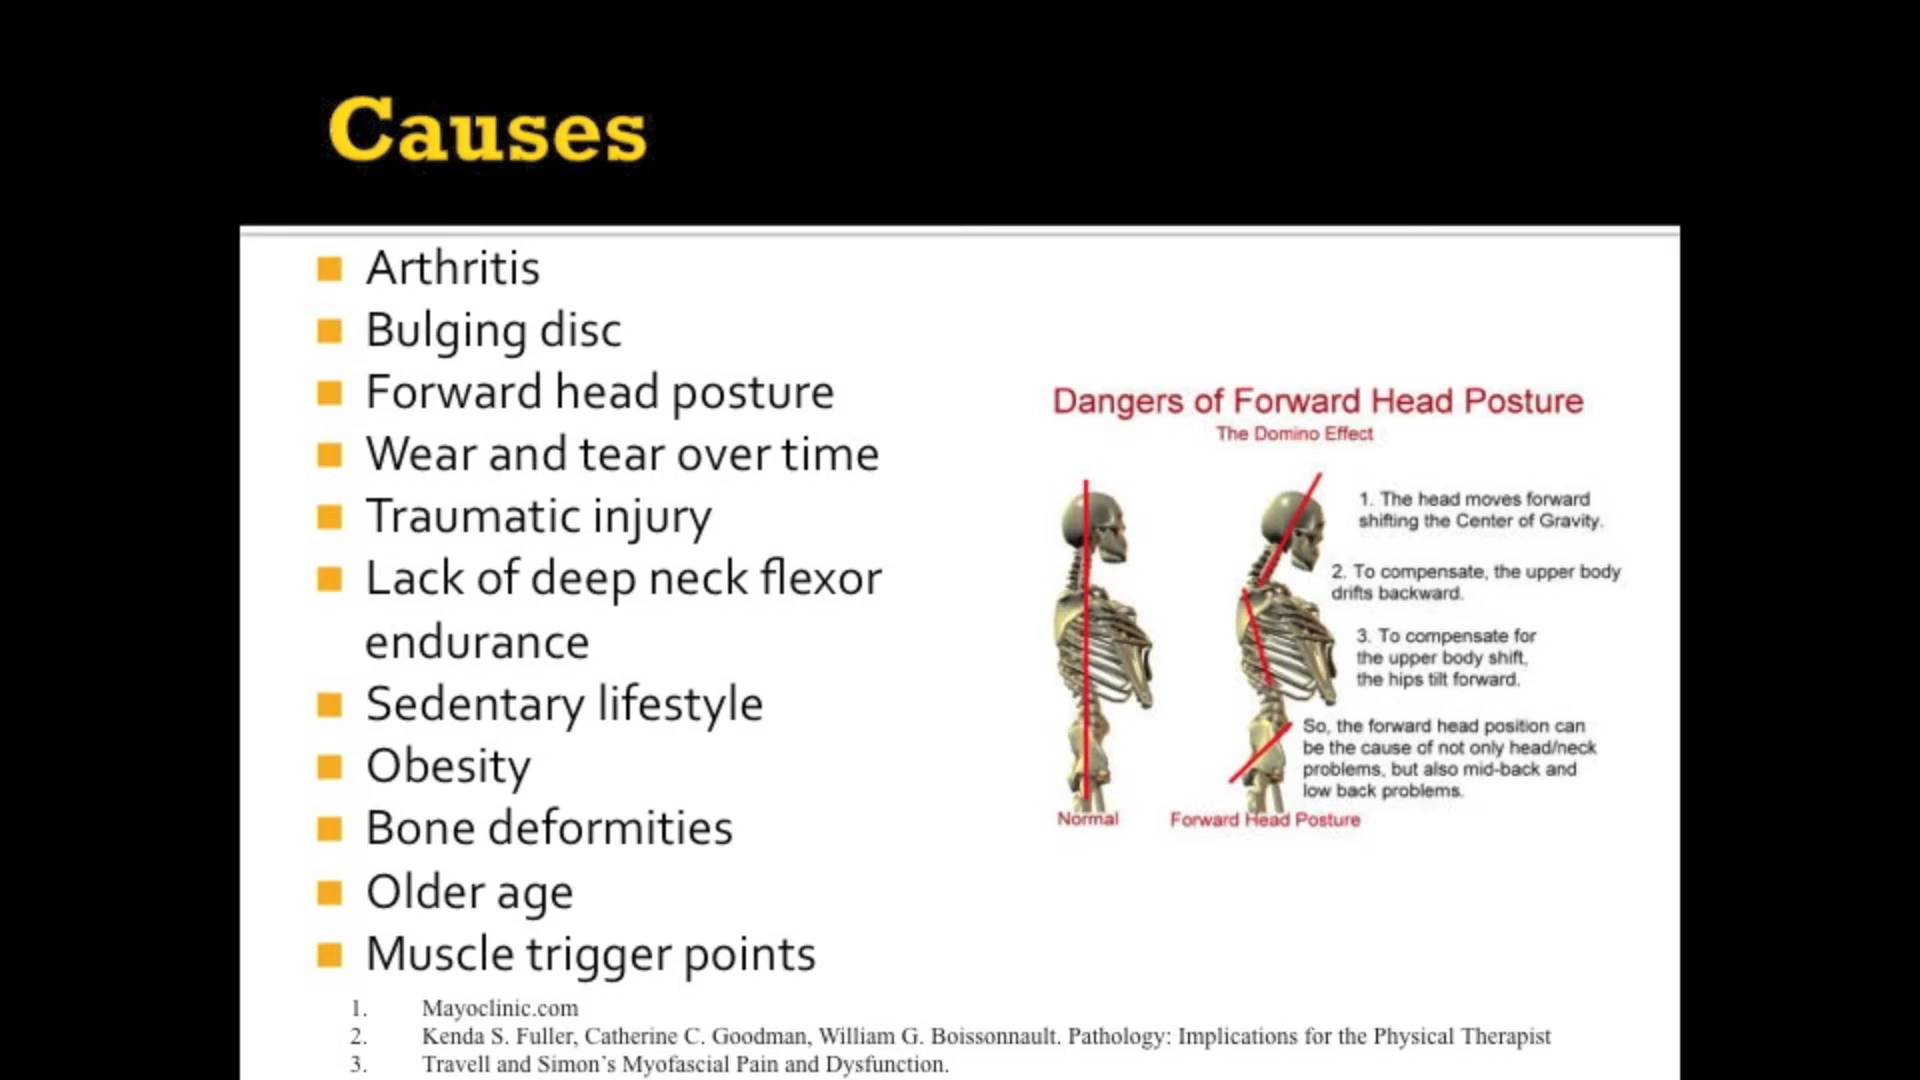 Causes
Arthritis
Bulging disc
Forward head posture
Wear and tear over time
Traumatic injury
Lack of deep neck flexor
endurance
Sedentary lifestyle
Obesity
Bone deformities
Older age
Muscle trigger points
Dangers of Forward Head Posture
The Domino Effect
1. The head moves forward
shifting the Center of Gravity.
2. To compensate, the upper body
drifts backward.
3. To compensate for
the upper body shift,
the hips tilt forward.
So, the forward head position can
be the cause of not only head/neck
problems, but also mid-back and
low back problems.
Normal
Forward Head Posture
1. Mayoclinic.com
2. Kenda S. Fuller, Catherine C. Goodman, William G. Boissonnault. Pathology: Implications for the Physical Therapist
3. Travell and Simon’s Myofascial Pain and Dysfunction.